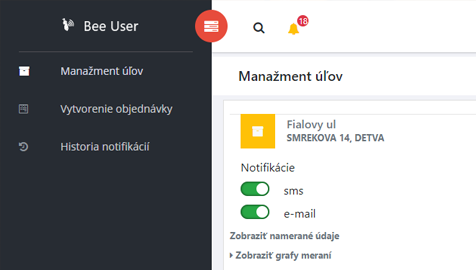 Bee User
18
Manažment úľov
Vytvorenie objednávky
Historia notifikácií
Manažment úľov
Fialovy ul
SMREKOVA 14, DETVA
Notifikácie
sms
e-mail
Zobraziť namerané údaje
Zobraziť grafy meraní